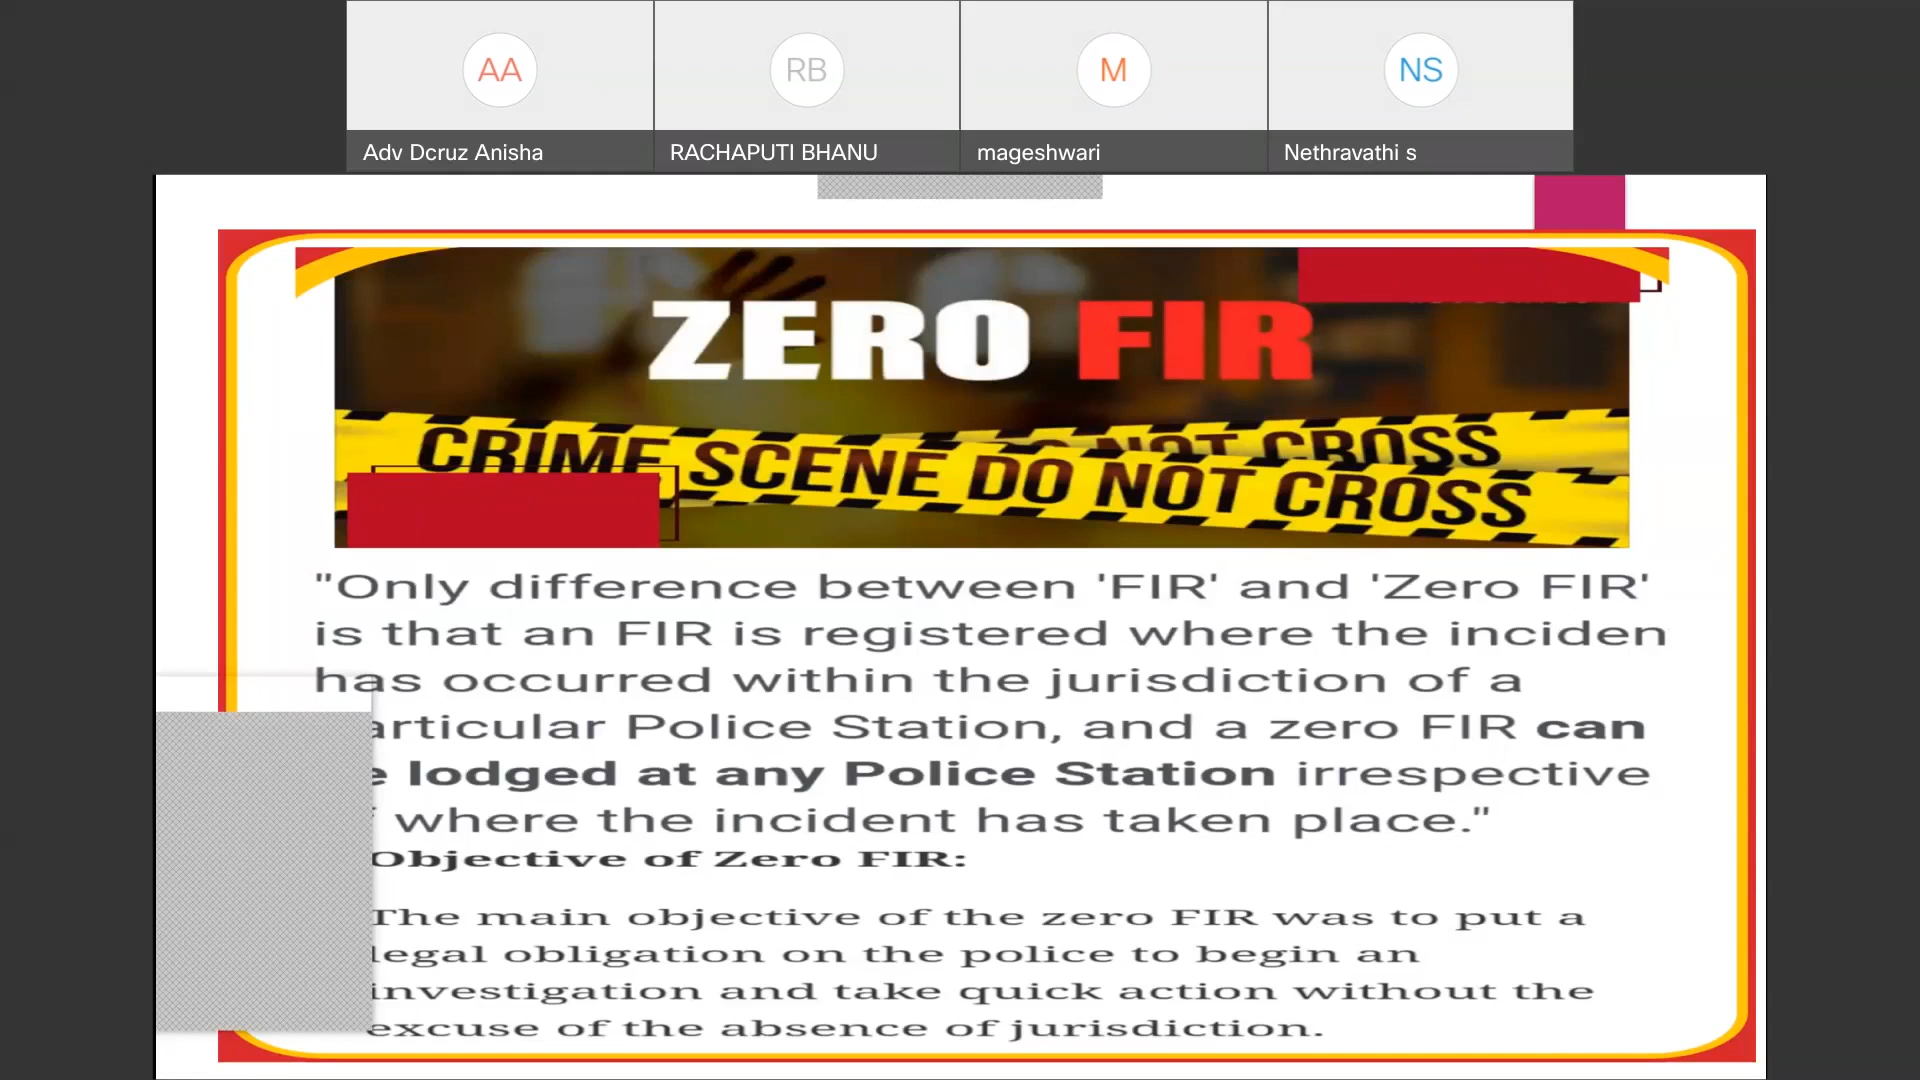 AA
RB
M
NS
Adv Dcruz Anisha
RACHAPUTI BHANU
mageshwari
Nethravathi s
ZERO FIR
NOT CROSS
CRIME SCENE DO NOT CROSS
"Only difference between 'FIR' and 'Zero FIR'
is that an FIR is registered where the inciden
has occurred within the jurisdiction of a
articular Police Station, and a zero FIR can
e lodged at any Police Station irrespective
where the incident has taken place."
Objective of Zero FIR:
The main objective of the zero FIR was to put a
legal obligation on the police to begin an
investigation and take quick action without the
excuse of the absence of jurisdiction.